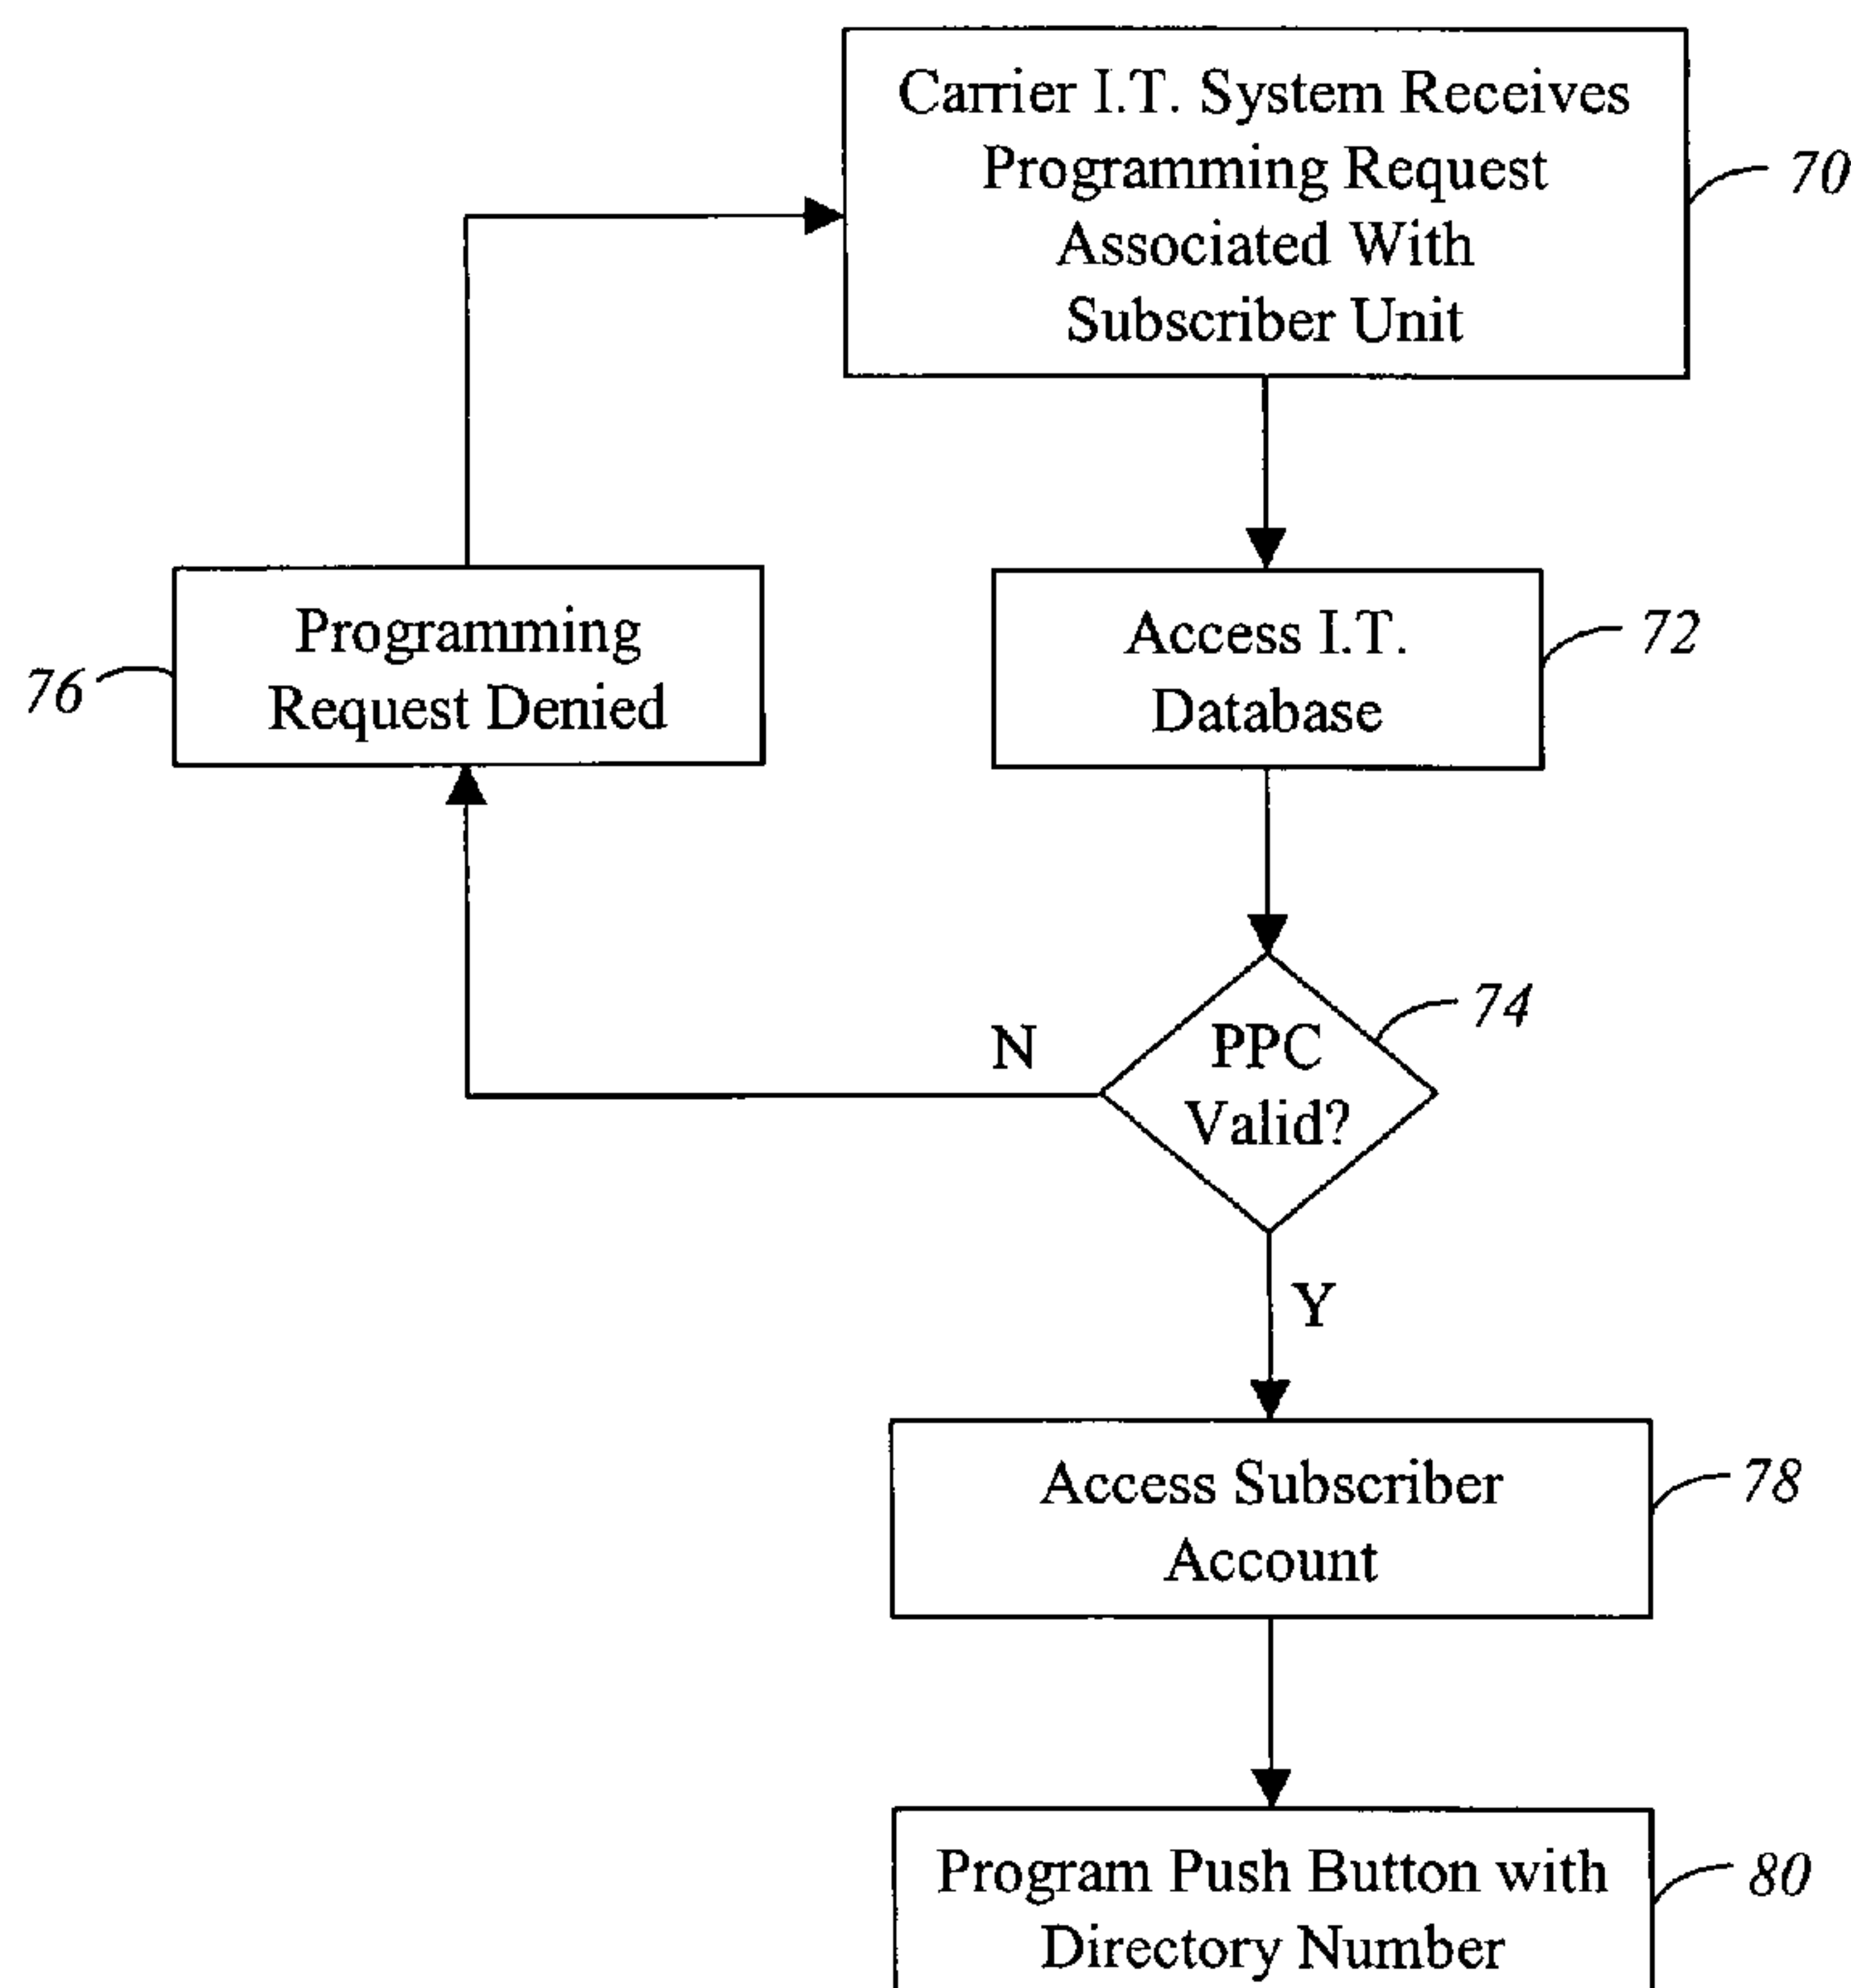 Carrier I.T. System Receives
Programming Request
Associated With
Subscriber Unit
70
Programming
Request Denied
76
Access I.T.
Database
72
PPC
Valid?
74
N
Y
Access Subscriber
Account
78
Program Push Button with
Directory Number
80